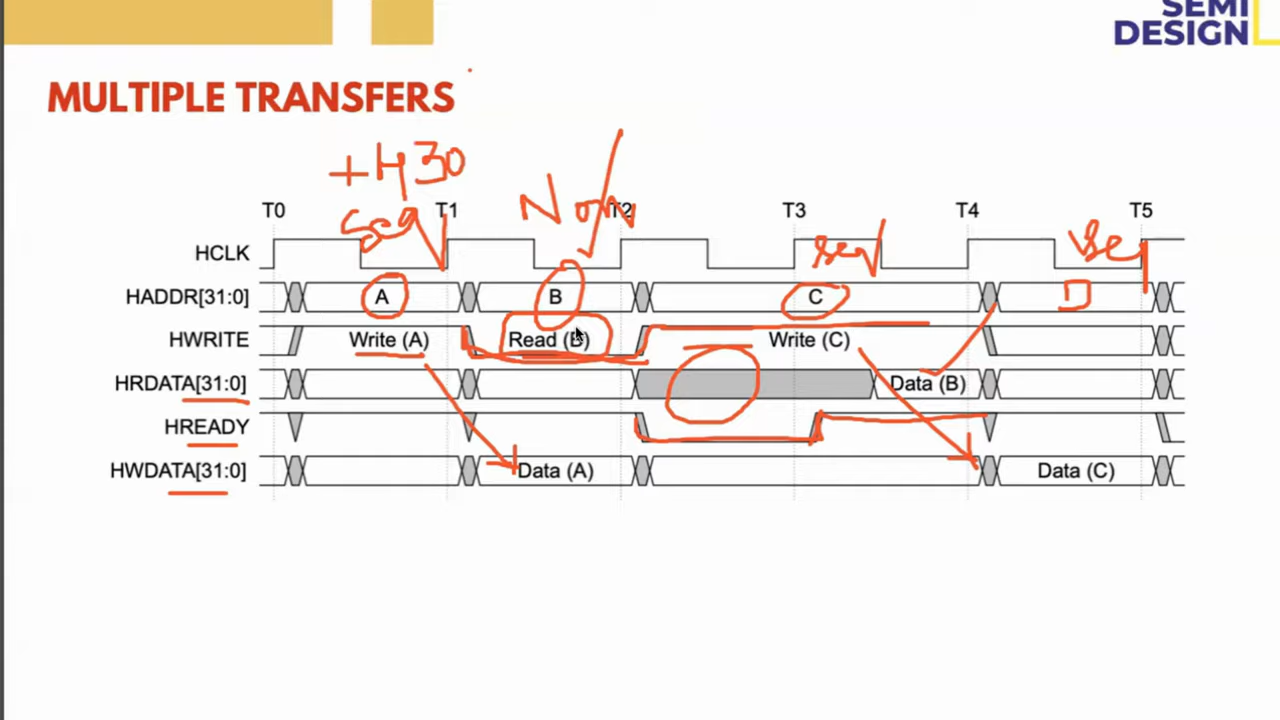 SEMI
DESIGN
MULTIPLE TRANSFERS
Seq
Non
T0 T1 T2 T3 T4 T5
HCLK
seq
HADDR[31:0] A B C D
HWRITE Write (A) Read (B) Write (C)
HRDATA[31:0] Data (B)
HREADY
HWDATA[31:0] Data (A) Data (C)